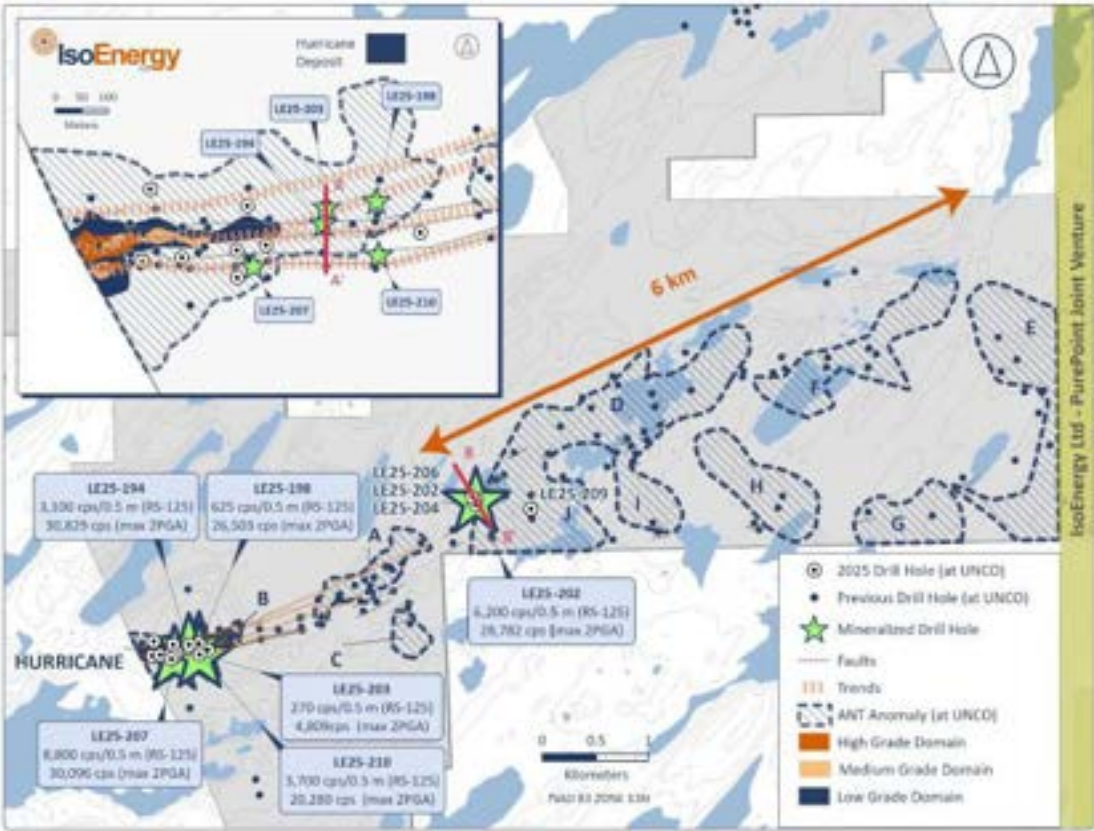 IsoEnergy
Hurricane
Deposit
0 50 100
Meters
LE25-203
LE25-198
LE25-194
A'
LE25-207
LE25-210
6 km
IsoEnergy Ltd - PurePoint Joint Venture
E
D
F
LE25-206
LE25-202
LE25-204
B
B'
LE25-209
J
I
H
G
A
B
C
LE25-194
3,100 cps/0.5 m (RS-125)
30,829 cps (max 2PGA)
LE25-198
625 cps/0.5 m (RS-125)
26,503 cps (max 2PGA)
LE25-202
6,200 cps/0.5 m (RS-125)
28,782 cps (max 2PGA)
HURRICANE
LE25-203
270 cps/0.5 m (RS-125)
4,809cps (max 2PGA)
LE25-207
8,800 cps/0.5 m (RS-125)
30,096 cps (max 2PGA)
LE25-210
3,700 cps/0.5 m (RS-125)
20,280 cps (max 2PGA)
0 0.5 1
Kilometers
NAD 83 ZONE 13N
2025 Drill Hole (at UNCO)
Previous Drill Hole (at UNCO)
Mineralized Drill Hole
Faults
Trends
ANT Anomaly (at UNCO)
High Grade Domain
Medium Grade Domain
Low Grade Domain